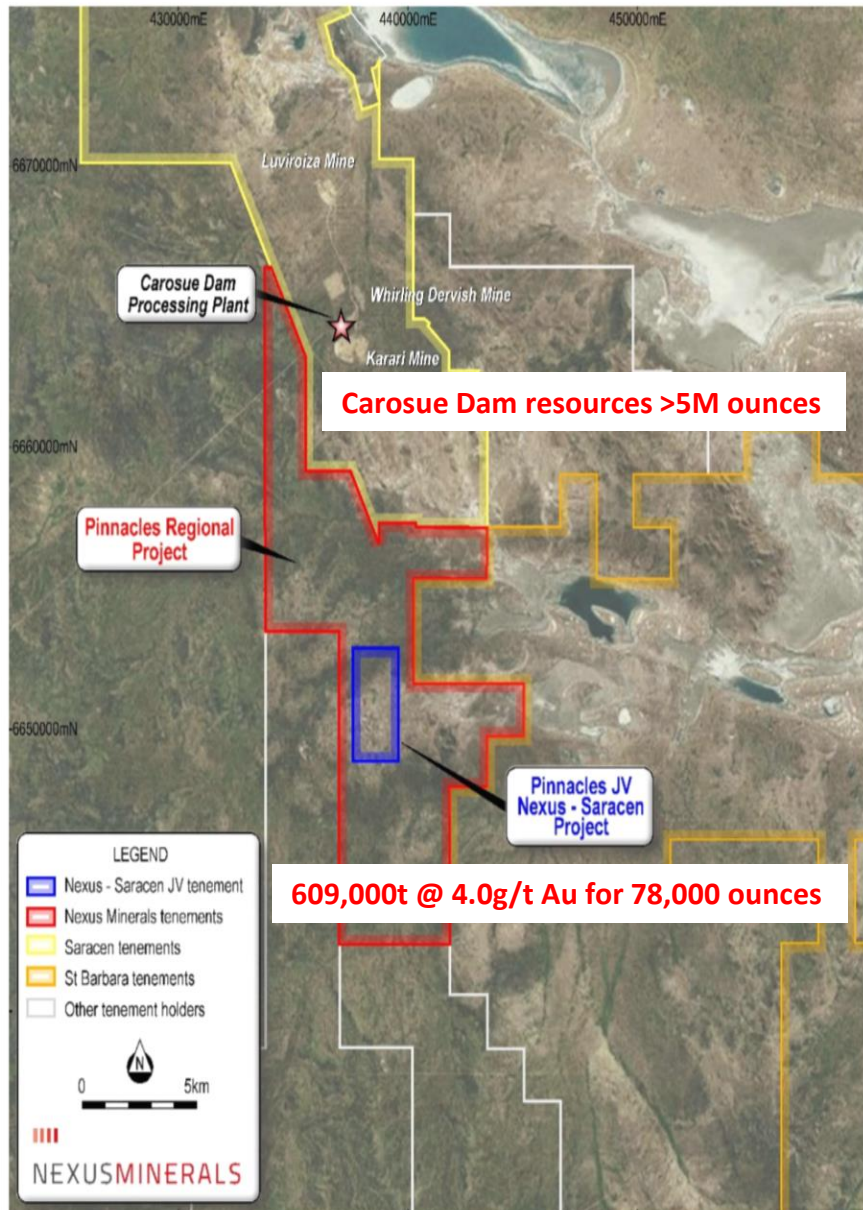 430000mE
440000mE
450000mE
6670000mN
Luviroiza Mine
Carosue Dam
Processing Plant
Whirling Dervish Mine
Karari Mine
Carosue Dam resources >5M ounces
6660000mN
Pinnacles Regional
Project
6650000mN
Pinnacles JV
Nexus - Saracen
Project
609,000t @ 4.0g/t Au for 78,000 ounces
LEGEND
Nexus - Saracen JV tenement
Nexus Minerals tenements
Saracen tenements
St Barbara tenements
Other tenement holders
N
0
5km
NEXUSMINERALS